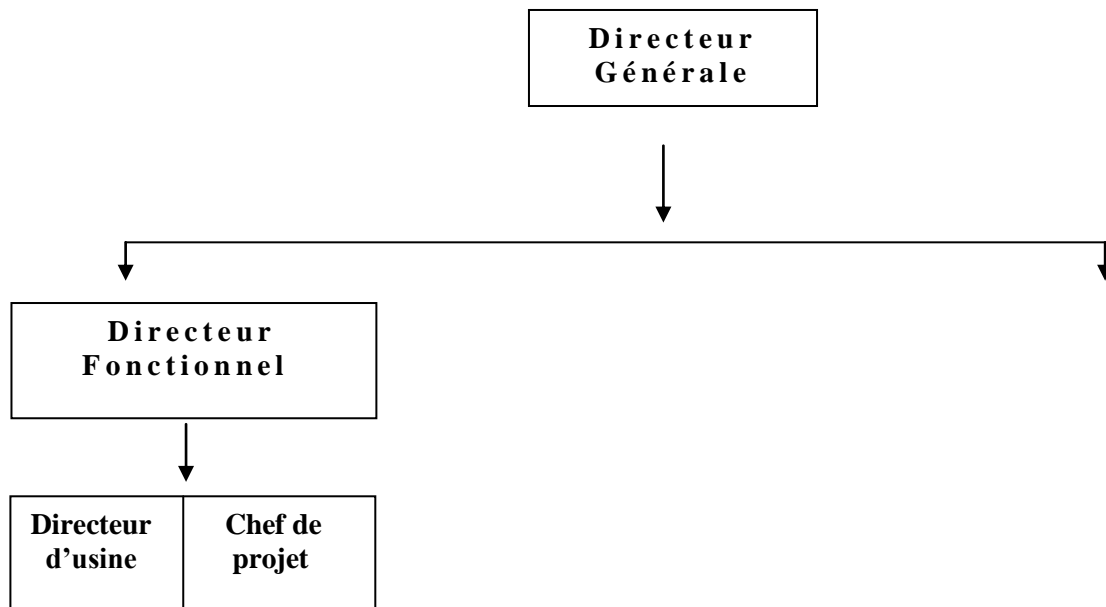 Directeur
Générale
Directeur
Fonctionnel
Directeur
d’usine
Chef de
projet